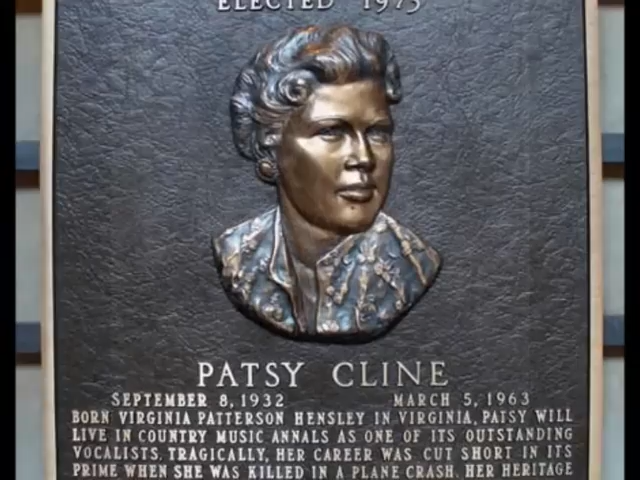 ELECTED 1973
PATSY CLINE
SEPTEMBER 8, 1932 MARCH 5, 1963
BORN VIRGINIA PATTERSON HENSLEY IN VIRGINIA, PATSY WILL
LIVE IN COUNTRY MUSIC ANNALS AS ONE OF ITS OUTSTANDING
VOCALISTS. TRAGICALLY, HER CAREER WAS CUT SHORT IN ITS
PRIME WHEN SHE WAS KILLED IN A PLANE CRASH. HER HERITAGE